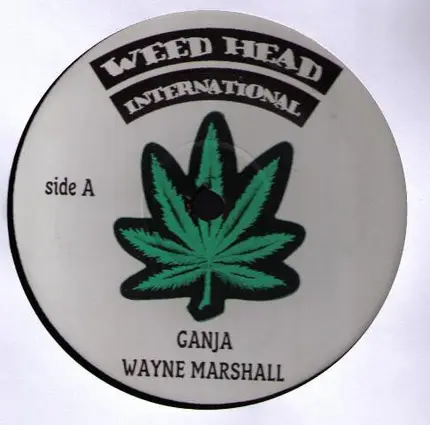 WEED HEAD
INTERNATIONAL
side A
GANJA
WAYNE MARSHALL